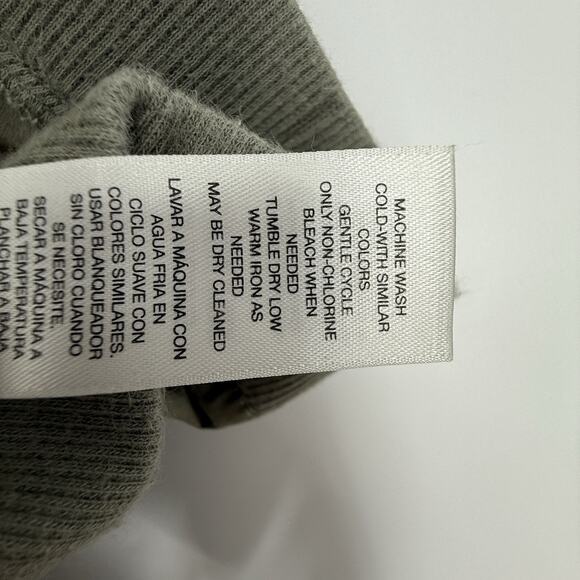 MACHINE WASH
COLD-WITH SIMILAR
COLORS
GENTLE CYCLE
ONLY NON-CHLORINE
BLEACH WHEN
NEEDED
TUMBLE DRY LOW
WARM IRON AS
NEEDED
MAY BE DRY CLEANED
LAVAR A MÁQUINA CON
AGUA FRIA EN
CICLO SUAVE CON
COLORES SIMILARES.
USAR BLANQUEADOR
SIN CLORO CUANDO
SE NECESITE.
SECAR A MÁQUINA A
BAJA TEMPERATURA
PLANCHAR A BAJA